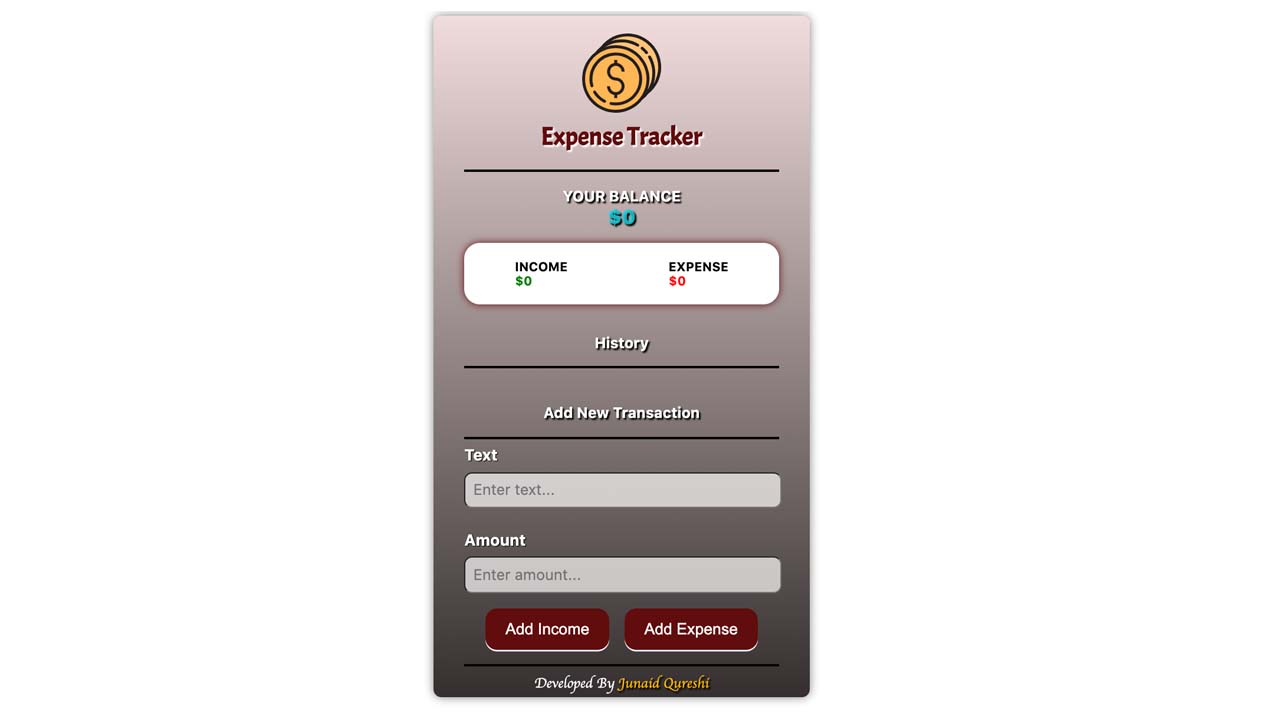 $
Expense Tracker
YOUR BALANCE
$0
INCOME EXPENSE
$0 $0
History
Add New Transaction
Text
Enter text...
Amount
Enter amount...
Add Income Add Expense
Developed By Junaid Qureshi